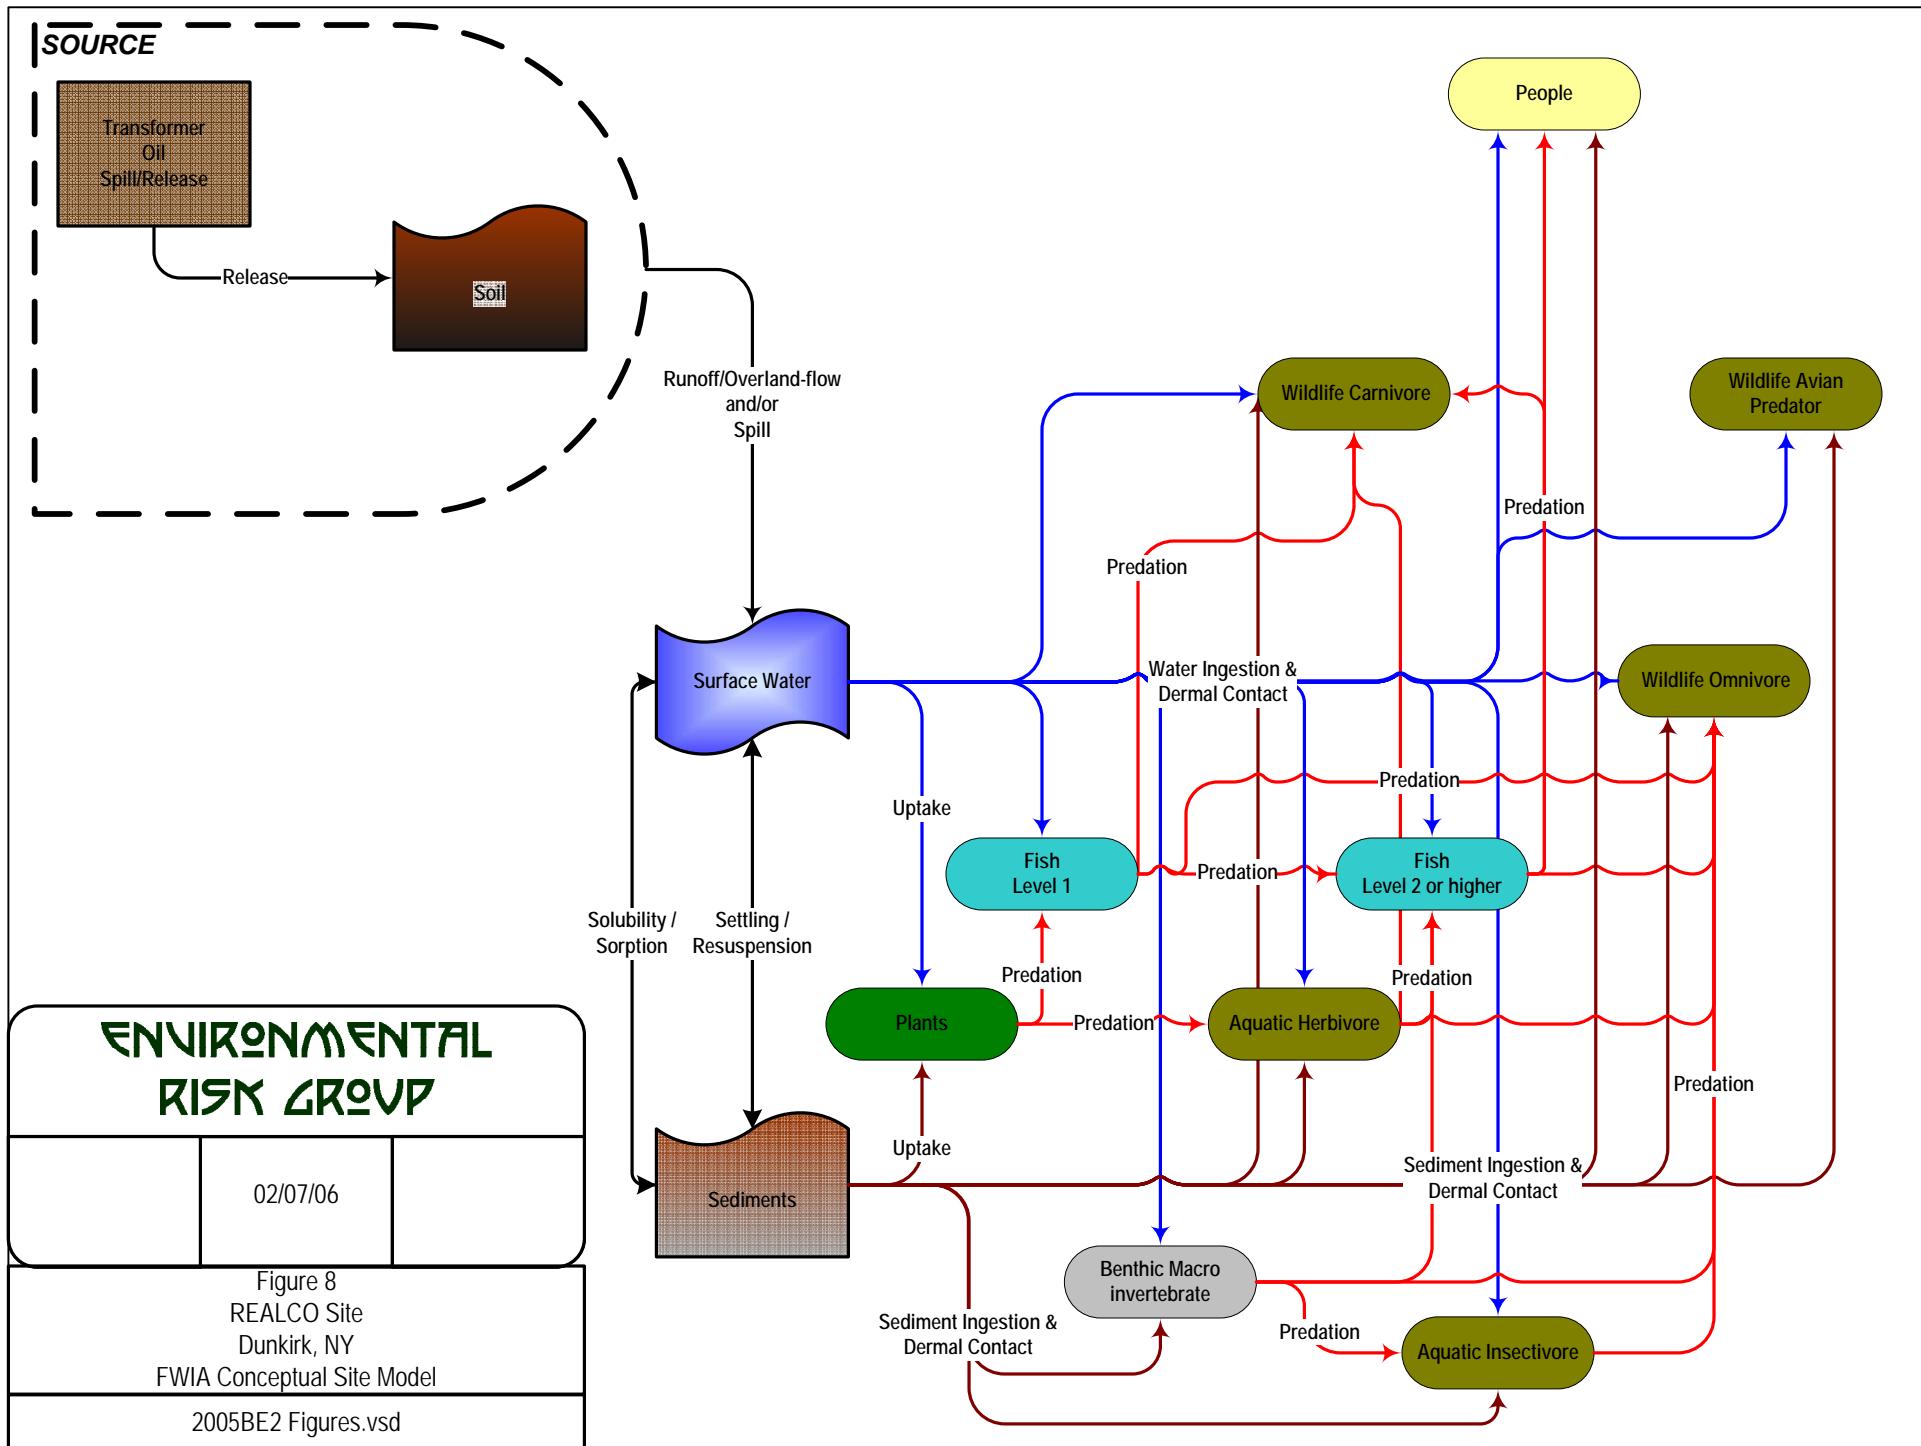 SOURCE
Transformer
Oil
Spill/Release
Release
Soil
Runoff/Overland-flow
and/or
Spill
People
Wildlife Carnivore
Wildlife Avian
Predator
Predation
Predation
Surface Water
Water Ingestion &
Dermal Contact
Wildlife Omnivore
Uptake
Predation
Fish
Level 1
Predation
Fish
Level 2 or higher
Solubility /
Sorption
Settling /
Resuspension
Predation
Predation
Plants
Predation
Aquatic Herbivore
Predation
Uptake
Sediments
Sediment Ingestion &
Dermal Contact
Benthic Macro
invertebrate
Sediment Ingestion &
Dermal Contact
Predation
Aquatic Insectivore
ENVIRONMENTAL
RISK GROUP
02/07/06
Figure 8
REALCO Site
Dunkirk, NY
FWIA Conceptual Site Model
2005BE2 Figures.vsd